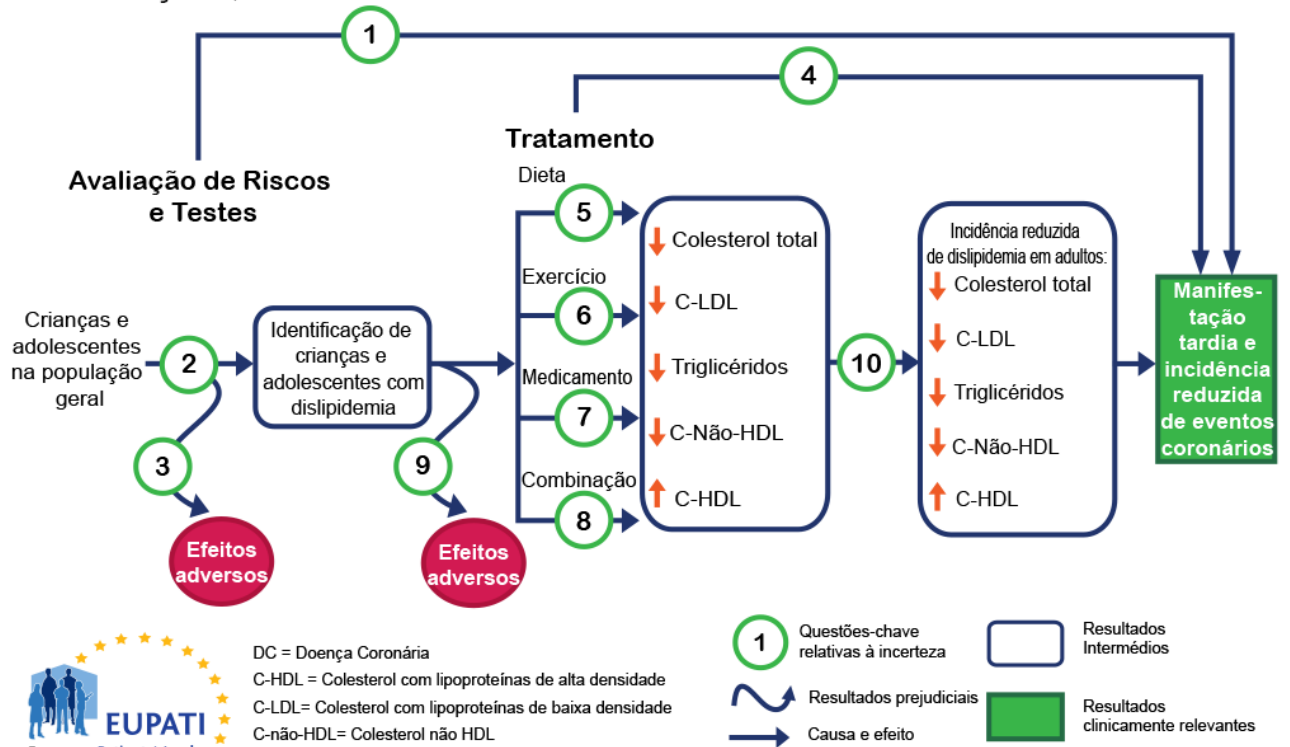 1
4
Tratamento
Avaliação de Riscos
e Testes
Dieta
5
Exercício
6
Medicamento
7
Combinação
8
Crianças e
adolescentes
na população
geral
2
3
Efeitos
adversos
Identificação de
crianças e
adolescentes com
dislipidemia
9
Efeitos
adversos
Colesterol total
C-LDL
Triglicéridos
C-Não-HDL
C-HDL
10
Incidência reduzida
de dislipidemia em adultos:
Colesterol total
C-LDL
Triglicéridos
C-Não-HDL
C-HDL
Manifes-
tação
tardia e
incidência
reduzida
de eventos
coronários
EUPATI
DC = Doença Coronária
C-HDL = Colesterol com lipoproteínas de alta densidade
C-LDL= Colesterol com lipoproteínas de baixa densidade
C-não-HDL= Colesterol não HDL
1
Questões-chave
relativas à incerteza
Resultados prejudiciais
Causa e efeito
Resultados
Intermédios
Resultados
clinicamente relevantes